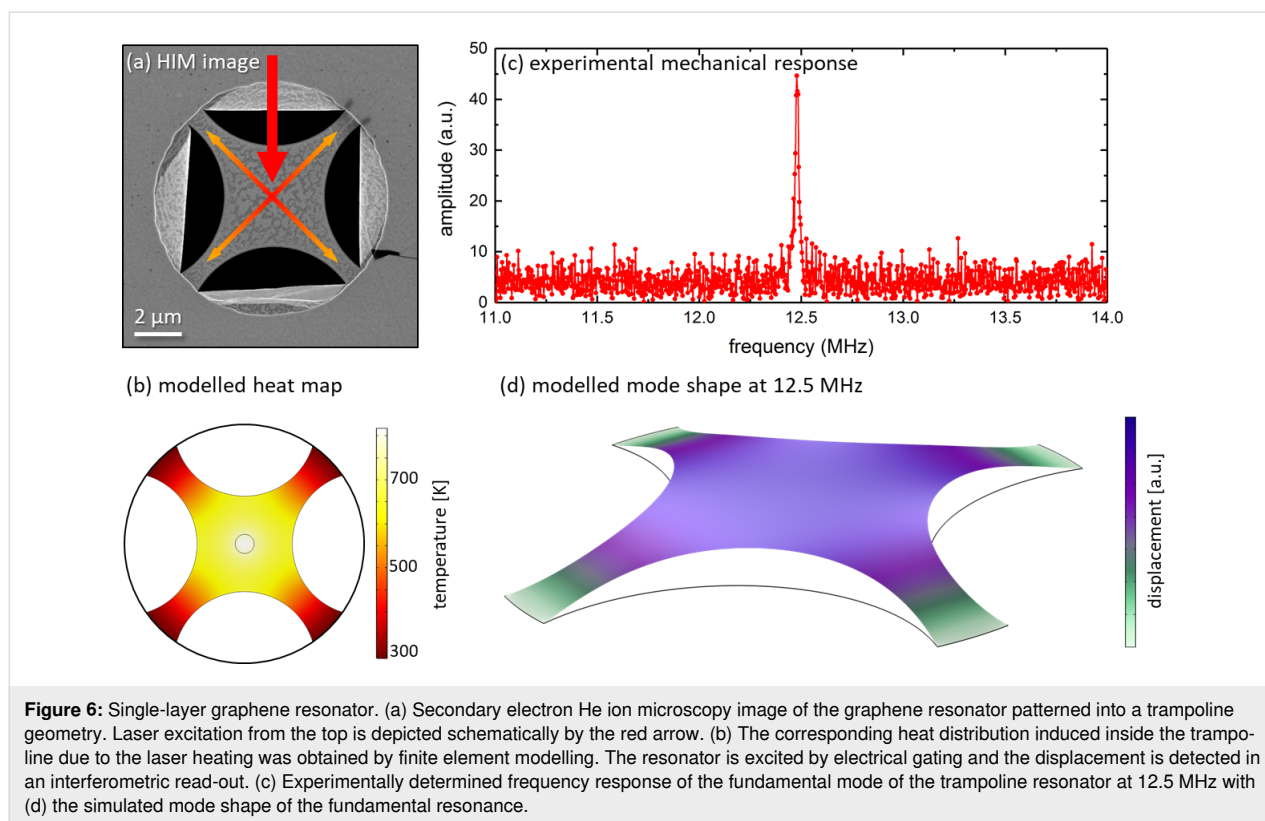 (a) HIM image
2 µm
(c) experimental mechanical response
amplitude (a.u.)
50
40
30
20
10
0
11.0 11.5 12.0 12.5 13.0 13.5 14.0
frequency (MHz)
(b) modelled heat map
700
500
300
temperature [K]
(d) modelled mode shape at 12.5 MHz
displacement [a.u.]
Figure 6: Single-layer graphene resonator. (a) Secondary electron He ion microscopy image of the graphene resonator patterned into a trampoline
geometry. Laser excitation from the top is depicted schematically by the red arrow. (b) The corresponding heat distribution induced inside the trampo-
line due to the laser heating was obtained by finite element modelling. The resonator is excited by electrical gating and the displacement is detected in
an interferometric read-out. (c) Experimentally determined frequency response of the fundamental mode of the trampoline resonator at 12.5 MHz with
(d) the simulated mode shape of the fundamental resonance.